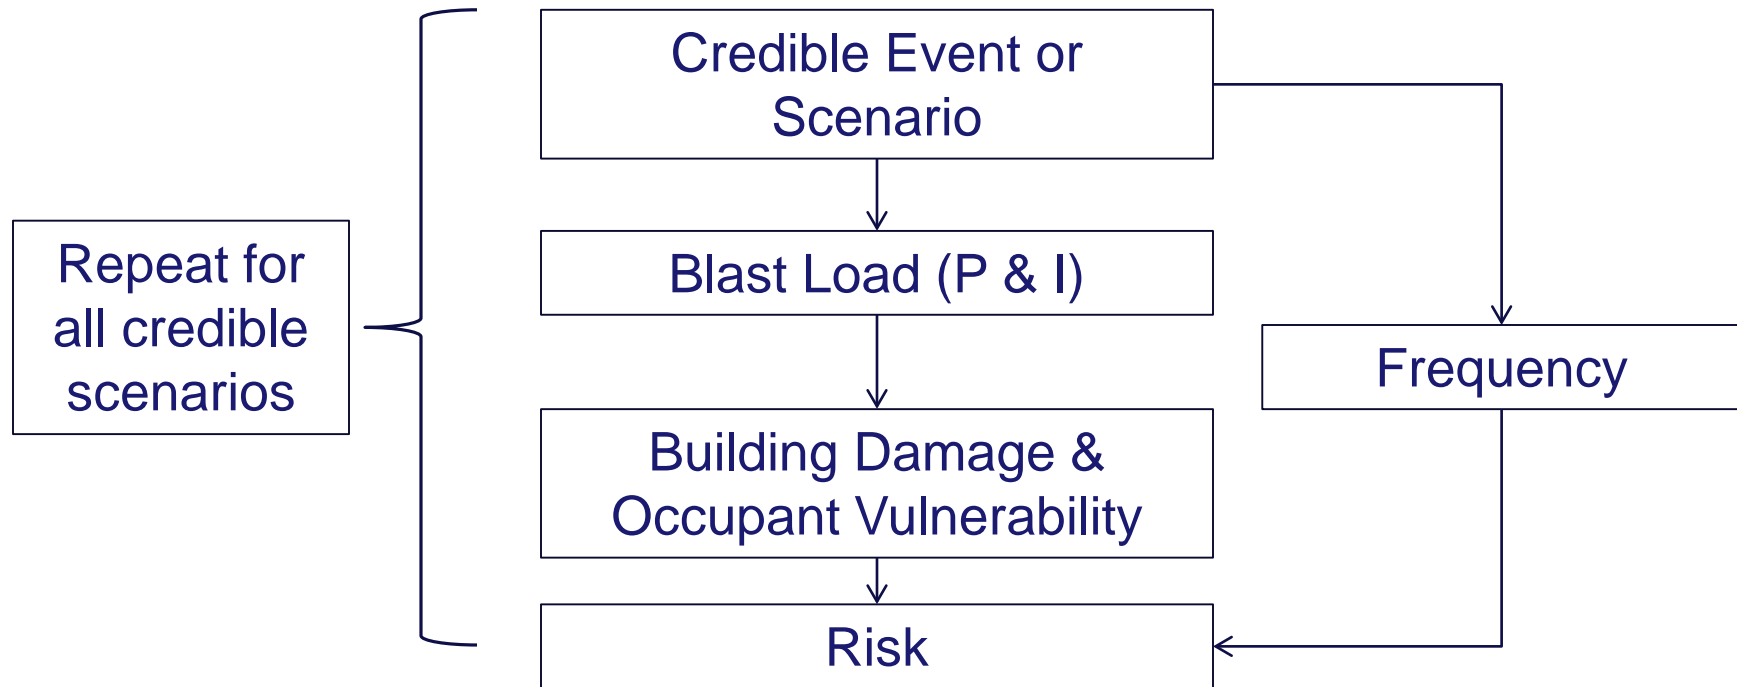 Credible Event or
Scenario
Repeat for
all credible
scenarios
Blast Load (P & I)
Frequency
Building Damage &
Occupant Vulnerability
Risk